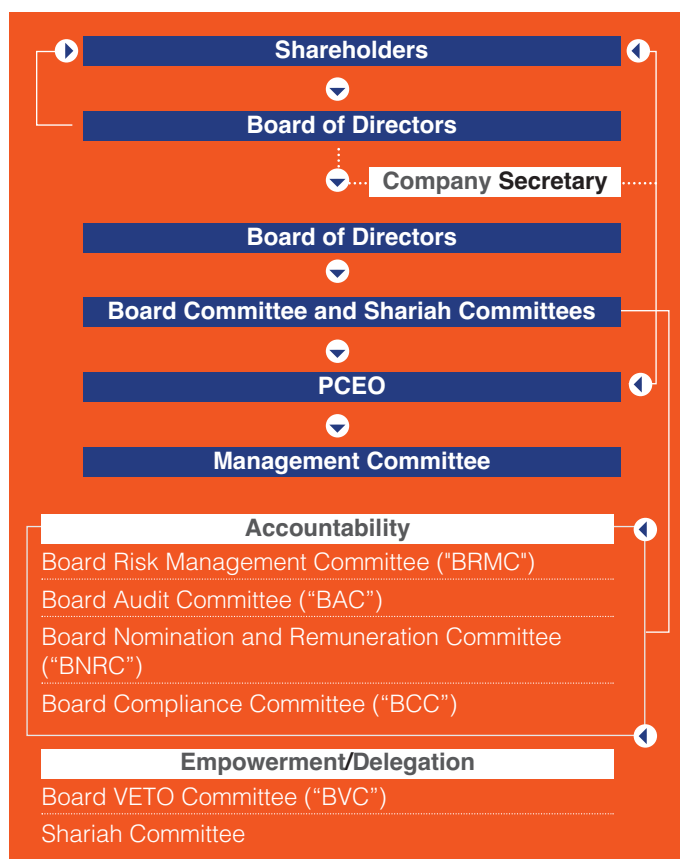 Shareholders
Board of Directors
Company Secretary
Board of Directors
Board Committee and Shariah Committees
PCEO
Management Committee
Accountability
Board Risk Management Committee ("BRMC")
Board Audit Committee (“BAC”)
Board Nomination and Remuneration Committee
(“BNRC”)
Board Compliance Committee (“BCC”)
Empowerment/Delegation
Board VETO Committee (“BVC”)
Shariah Committee